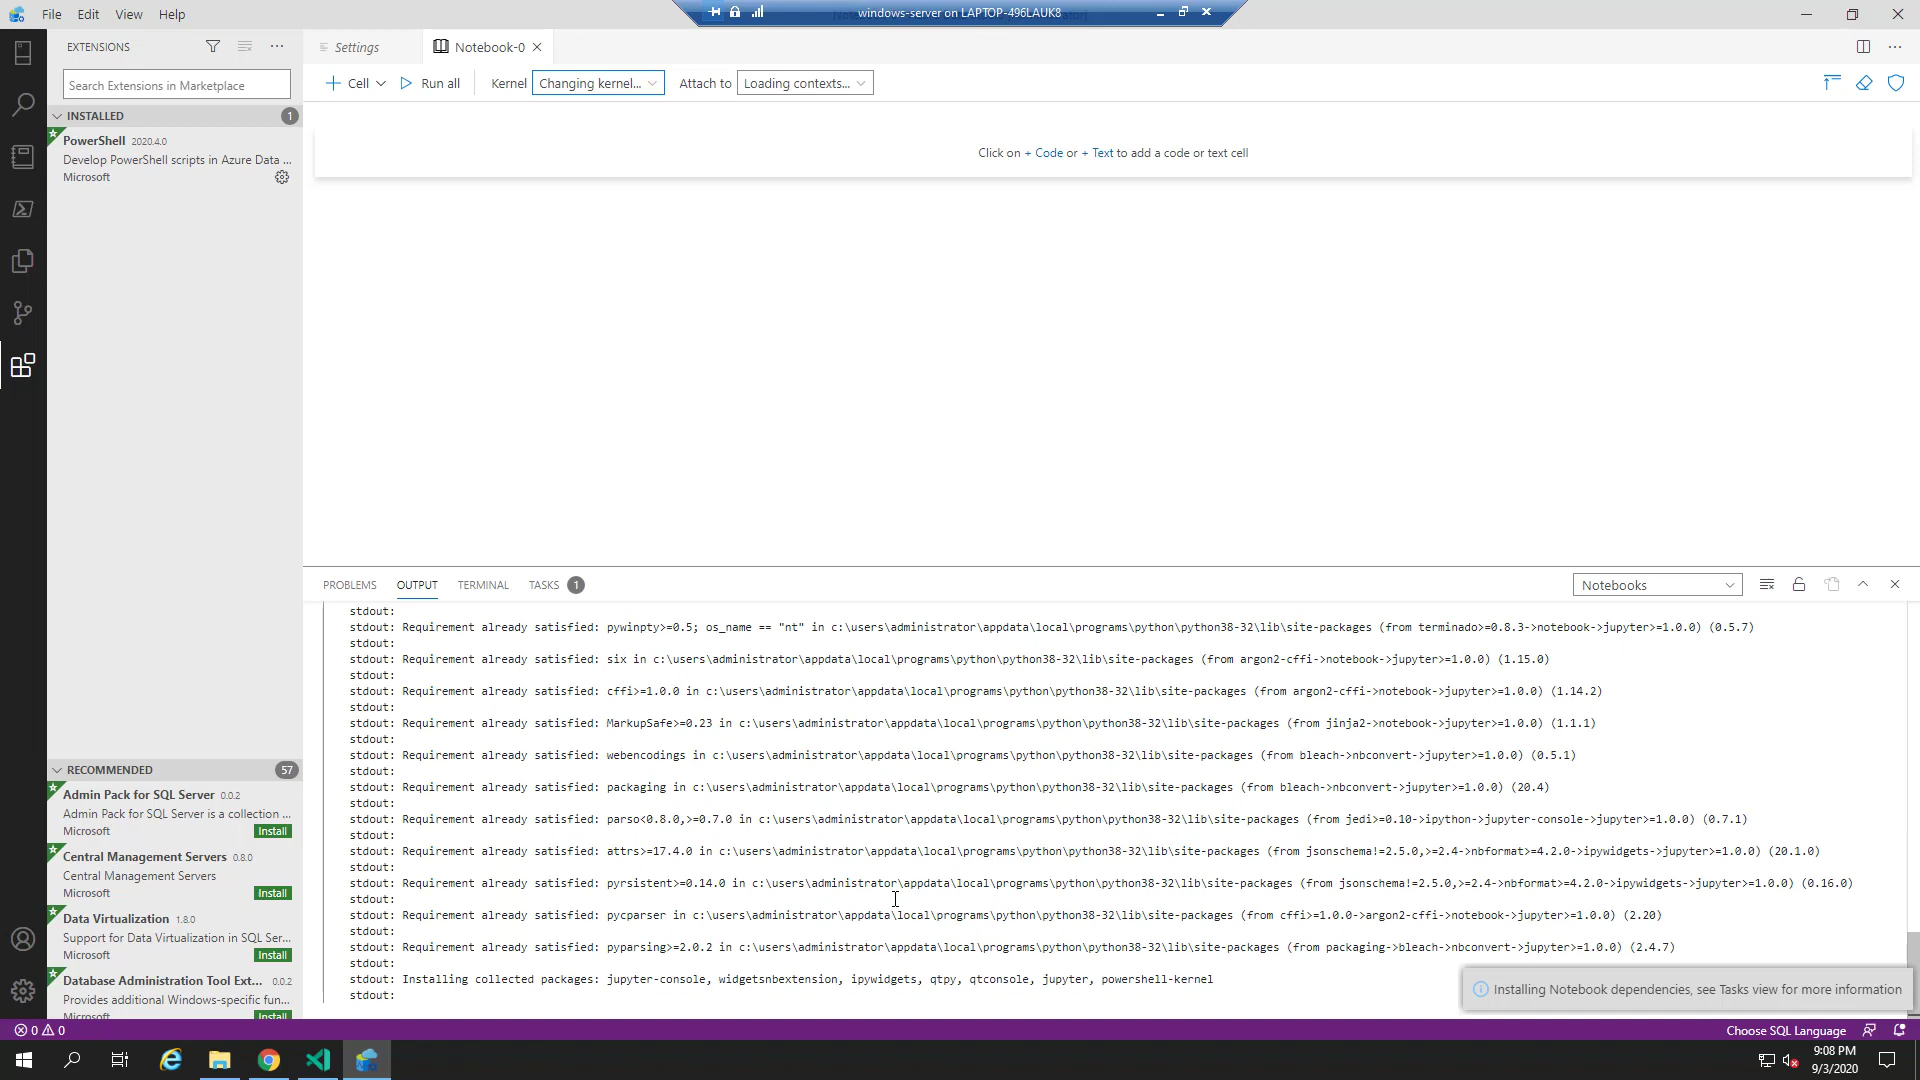 File Edit View Help
windows-server on LAPTOP-496LAUK8
EXTENSIONS
Settings
Notebook-0
Search Extensions in Marketplace
Cell
Run all
Kernel
Changing kernel...
Attach to
Loading contexts...
INSTALLED
1
PowerShell 2020.4.0
Develop PowerShell scripts in Azure Data ...
Microsoft
Click on + Code or + Text to add a code or text cell
PROBLEMS OUTPUT TERMINAL TASKS 1
Notebooks
stdout:
stdout: Requirement already satisfied: pywinpty>=0.5; os_name == "nt" in c:\users\administrator\appdata\local\programs\python\python38-32\lib\site-packages (from terminado>=0.8.3->notebook->jupyter>=1.0.0) (0.5.7)
stdout:
stdout: Requirement already satisfied: six in c:\users\administrator\appdata\local\programs\python\python38-32\lib\site-packages (from argon2-cffi->notebook->jupyter>=1.0.0) (1.15.0)
stdout:
stdout: Requirement already satisfied: cffi>=1.0.0 in c:\users\administrator\appdata\local\programs\python\python38-32\lib\site-packages (from argon2-cffi->notebook->jupyter>=1.0.0) (1.14.2)
stdout:
stdout: Requirement already satisfied: MarkupSafe>=0.23 in c:\users\administrator\appdata\local\programs\python\python38-32\lib\site-packages (from jinja2->notebook->jupyter>=1.0.0) (1.1.1)
stdout:
stdout: Requirement already satisfied: webencodings in c:\users\administrator\appdata\local\programs\python\python38-32\lib\site-packages (from bleach->nbconvert->jupyter>=1.0.0) (0.5.1)
stdout:
stdout: Requirement already satisfied: packaging in c:\users\administrator\appdata\local\programs\python\python38-32\lib\site-packages (from bleach->nbconvert->jupyter>=1.0.0) (20.4)
stdout:
stdout: Requirement already satisfied: parso<0.8.0,>=0.7.0 in c:\users\administrator\appdata\local\programs\python\python38-32\lib\site-packages (from jedi>=0.10->ipython->jupyter-console->jupyter>=1.0.0) (0.7.1)
stdout:
stdout: Requirement already satisfied: attrs>=17.4.0 in c:\users\administrator\appdata\local\programs\python\python38-32\lib\site-packages (from jsonschema!=2.5.0,>=2.4->nbformat>=4.2.0->ipywidgets->jupyter>=1.0.0) (20.1.0)
stdout:
stdout: Requirement already satisfied: pyrsistent>=0.14.0 in c:\users\administrator\appdata\local\programs\python\python38-32\lib\site-packages (from jsonschema!=2.5.0,>=2.4->nbformat>=4.2.0->ipywidgets->jupyter>=1.0.0) (0.16.0)
stdout:
stdout: Requirement already satisfied: pycparser in c:\users\administrator\appdata\local\programs\python\python38-32\lib\site-packages (from cffi>=1.0.0->argon2-cffi->notebook->jupyter>=1.0.0) (2.20)
stdout:
stdout: Requirement already satisfied: pyparsing>=2.0.2 in c:\users\administrator\appdata\local\programs\python\python38-32\lib\site-packages (from packaging->bleach->nbconvert->jupyter>=1.0.0) (2.4.7)
stdout:
stdout: Installing collected packages: jupyter-console, widgetsnbextension, ipywidgets, qtpy, qtconsole, jupyter, powershell-kernel
stdout:
RECOMMENDED
57
Admin Pack for SQL Server 0.0.2
Admin Pack for SQL Server is a collection ...
Microsoft
Install
Central Management Servers 0.8.0
Central Management Servers
Microsoft
Install
Data Virtualization 1.8.0
Support for Data Virtualization in SQL Ser...
Microsoft
Install
Database Administration Tool Ext... 0.0.2
Provides additional Windows-specific fun...
Microsoft
Install
Installing Notebook dependencies, see Tasks view for more information
0 0
Choose SQL Language
9:08 PM
9/3/2020